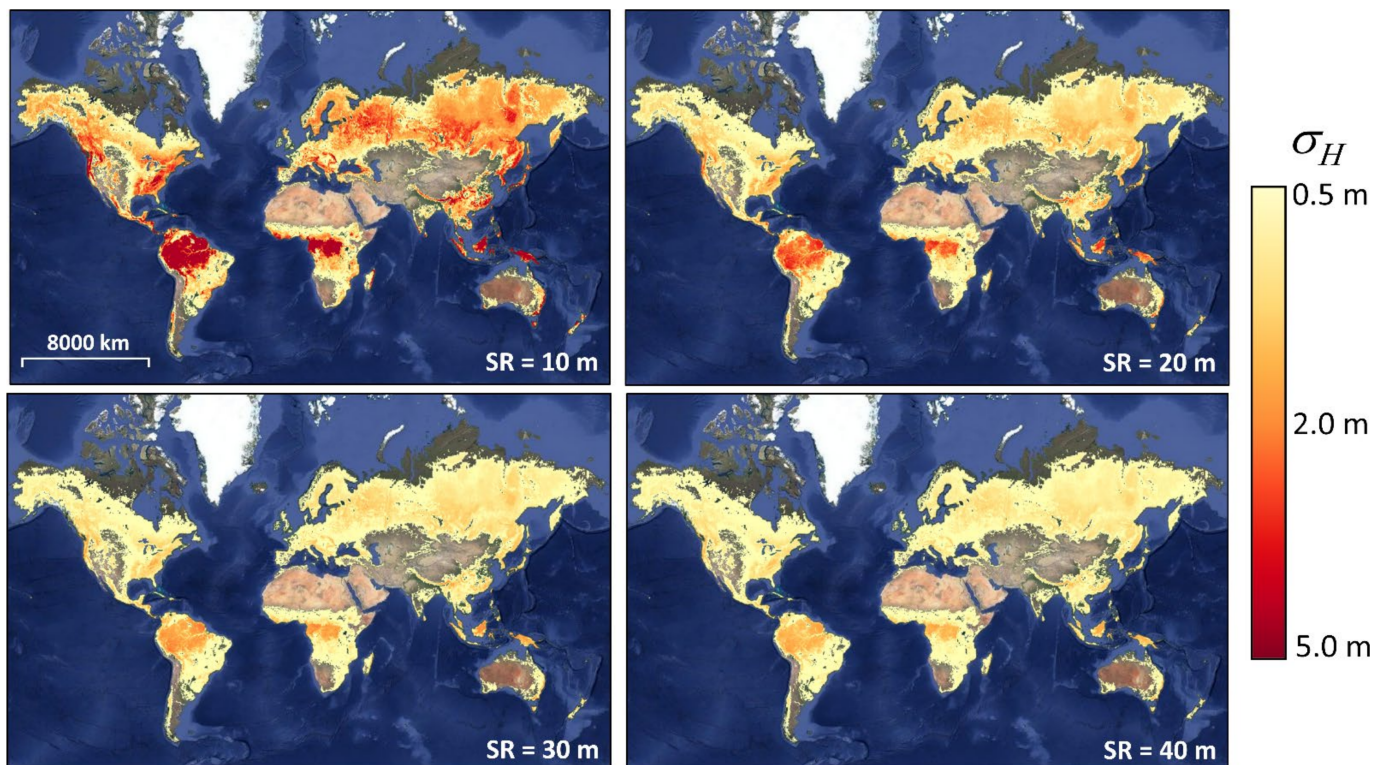 8000 km
SR = 10 m
SR = 20 m
SR = 30 m
SR = 40 m
σ_H
0.5 m
2.0 m
5.0 m